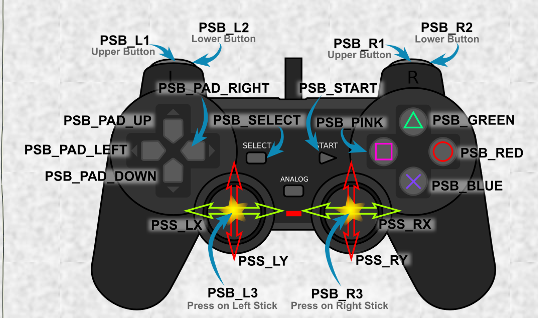 PSB_L2
PSB_L1
Lower Button
Upper Button
PSB_R2
PSB_R1
Lower Button
Upper Button
L
R
PSB_PAD_RIGHT
PSB_START
PSB_PAD_UP
PSB_SELECT
PSB_PINK
PSB_GREEN
PSB_PAD_LEFT
SELECT
START
PSB_RED
PSB_PAD_DOWN
ANALOG
PSB_BLUE
PSS_LX
PSS_RX
PSS_LY
PSS_RY
PSB_L3
Press on Left Stick
PSB_R3
Press on Right Stick